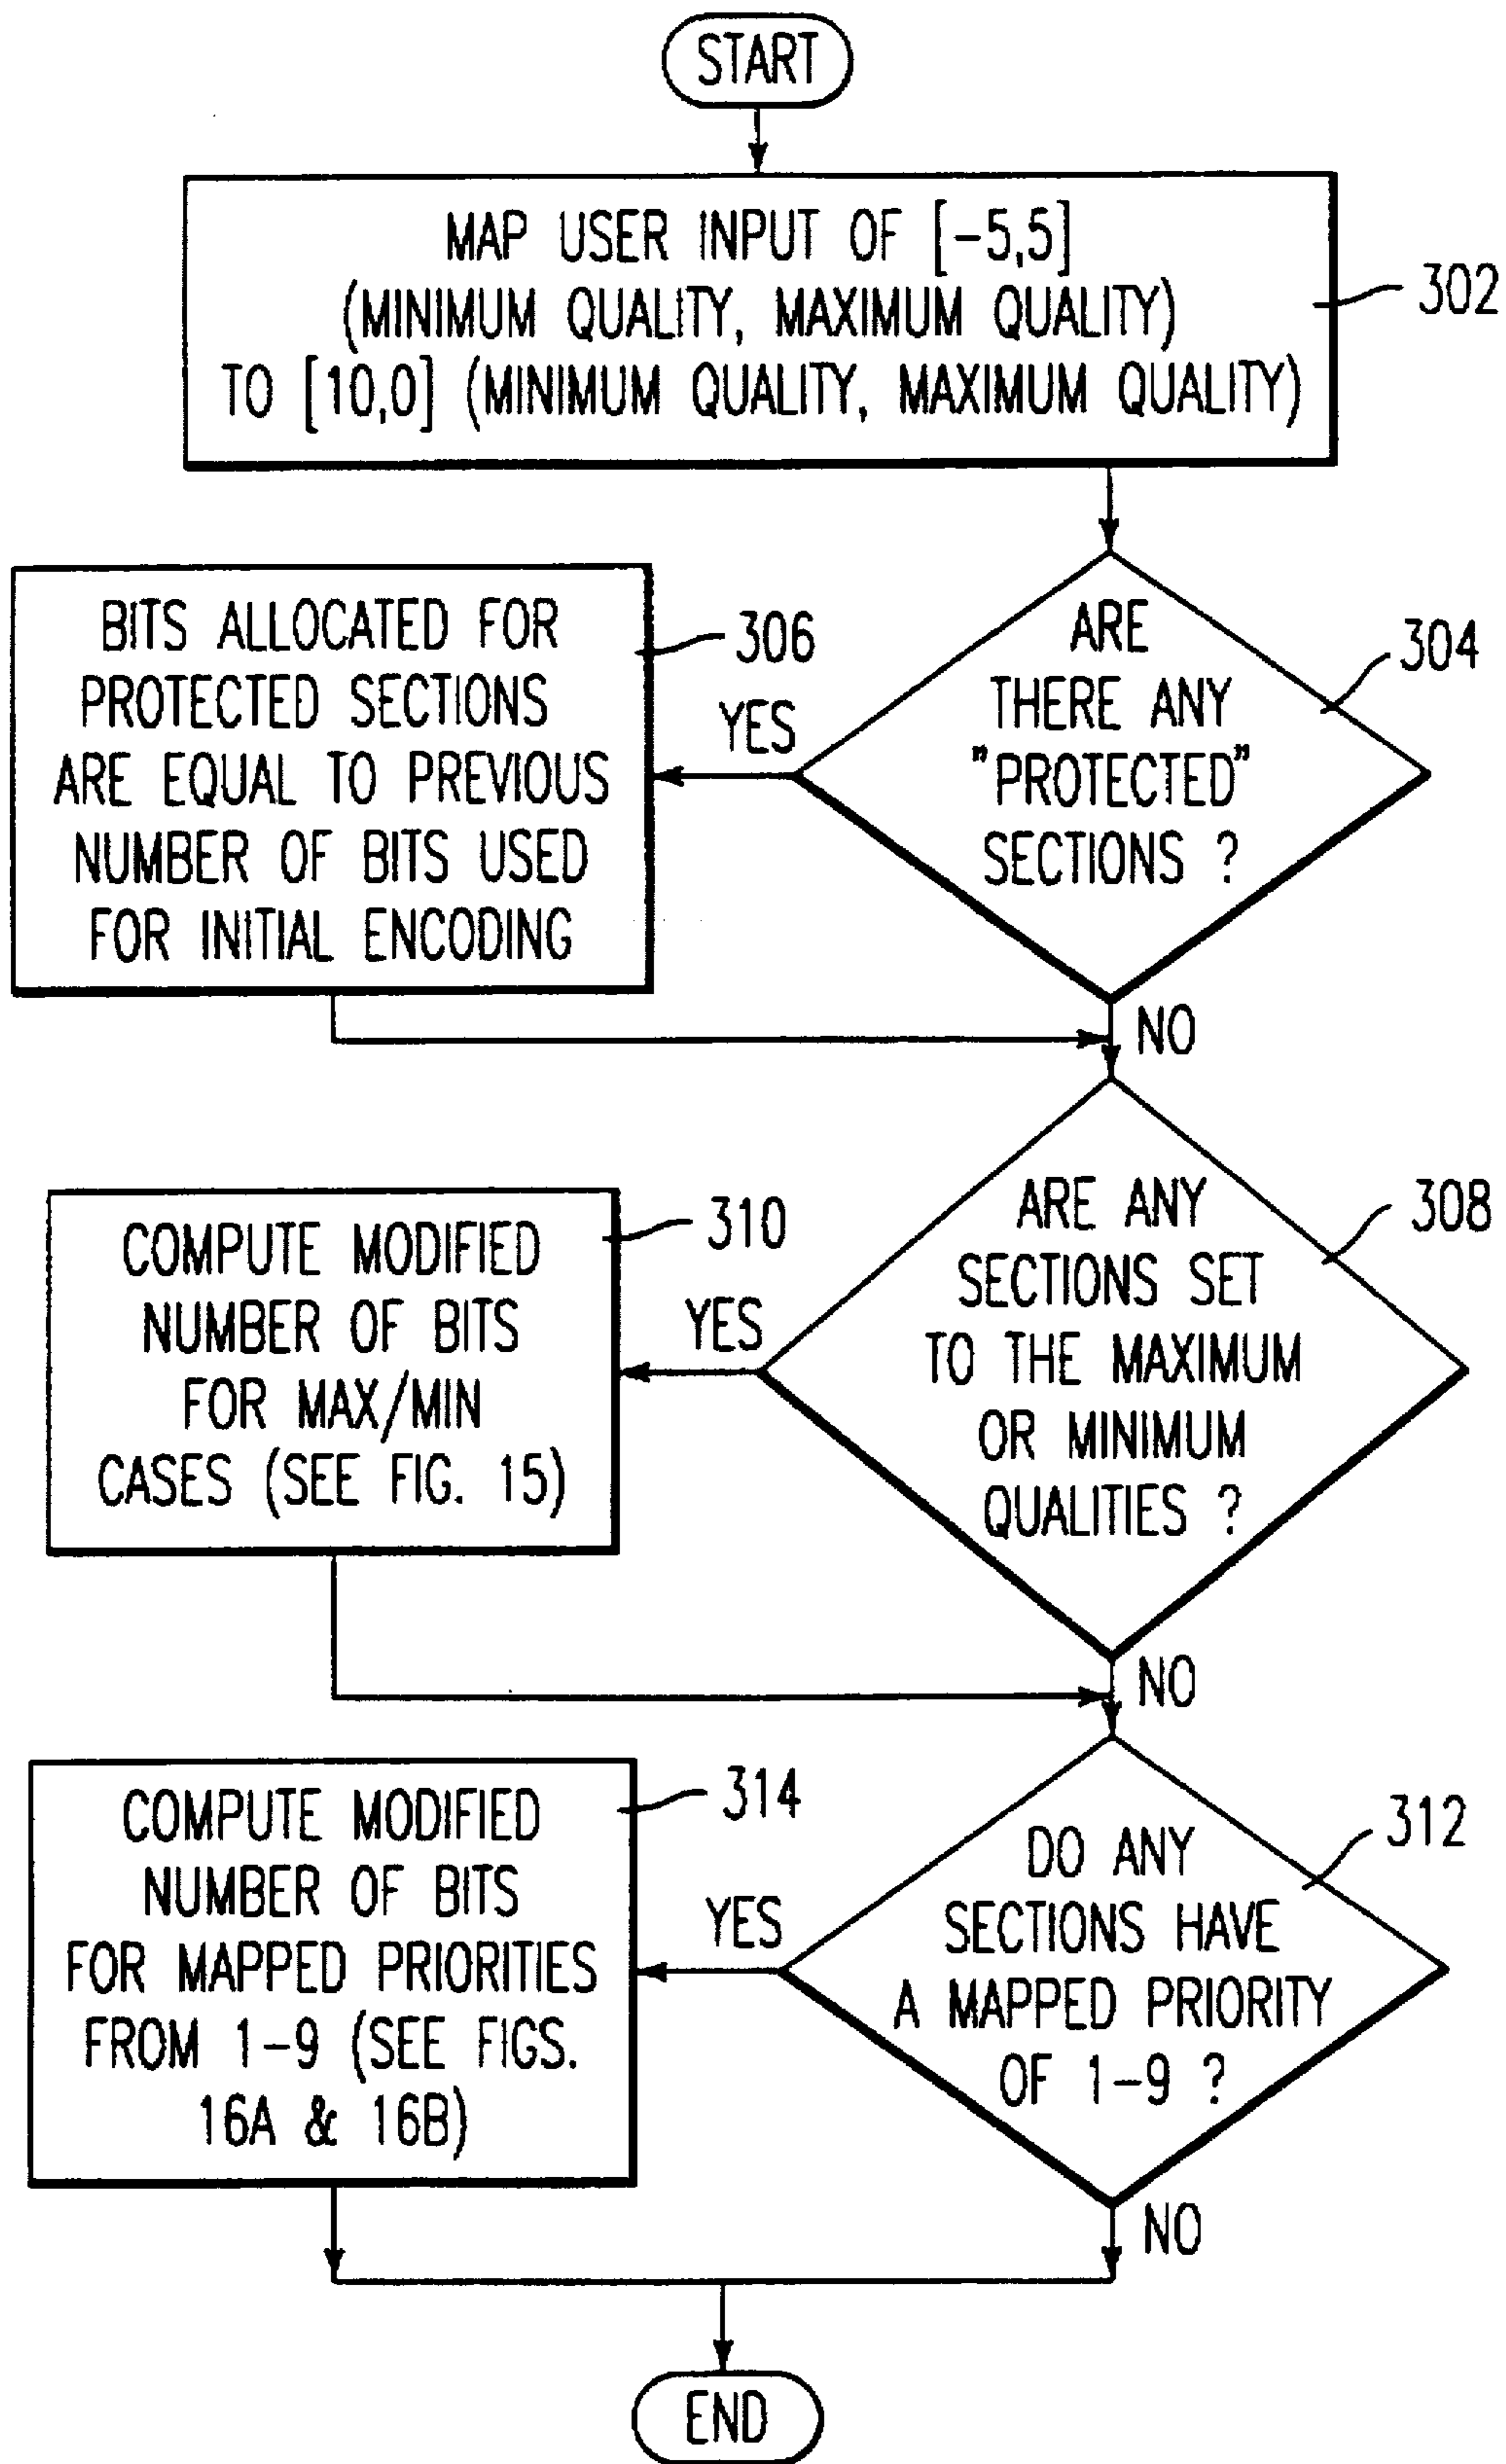 START
MAP USER INPUT OF [-5,5]
(MINIMUM QUALITY, MAXIMUM QUALITY)
TO [10,0] (MINIMUM QUALITY, MAXIMUM QUALITY)
302
ARE
THERE ANY
"PROTECTED"
SECTIONS ?
304
YES
BITS ALLOCATED FOR
PROTECTED SECTIONS
ARE EQUAL TO PREVIOUS
NUMBER OF BITS USED
FOR INITIAL ENCODING
306
NO
ARE ANY
SECTIONS SET
TO THE MAXIMUM
OR MINIMUM
QUALITIES ?
308
YES
COMPUTE MODIFIED
NUMBER OF BITS
FOR MAX/MIN
CASES (SEE FIG. 15)
310
NO
DO ANY
SECTIONS HAVE
A MAPPED PRIORITY
OF 1-9 ?
312
YES
COMPUTE MODIFIED
NUMBER OF BITS
FOR MAPPED PRIORITIES
FROM 1-9 (SEE FIGS.
16A & 16B)
314
NO
END